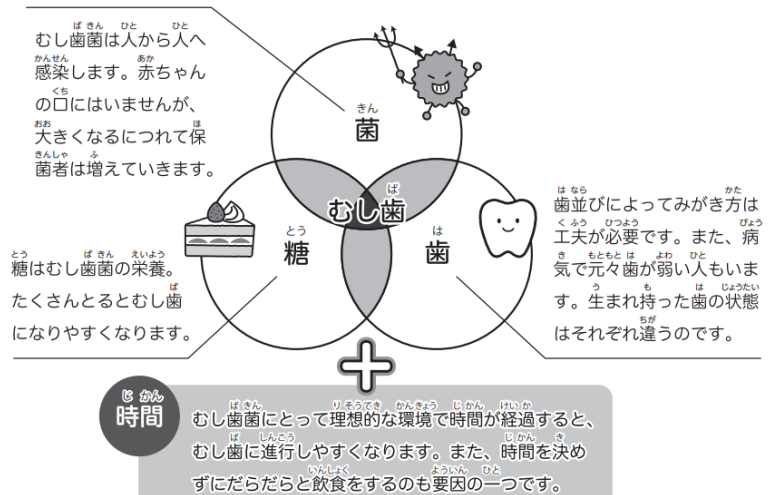 むし歯菌は人から人へ
感染します。赤ちゃん
の口にはいませんが、
大きくなるにつれて保
菌者は増えていきます。
菌
むし歯
糖
歯
糖はむし歯菌の栄養。
たくさんとるとむし歯
になりやすくなります。
歯並びによってみがき方は
工夫が必要です。また、病
気で元々歯が弱い人もいま
す。生まれ持った歯の状態
はそれぞれ違うのです。
時間
むし歯菌にとって理想的な環境で時間が経過すると、
むし歯に進行しやすくなります。また、時間を決め
ずにだらだらと飲食をするのも要因の一つです。